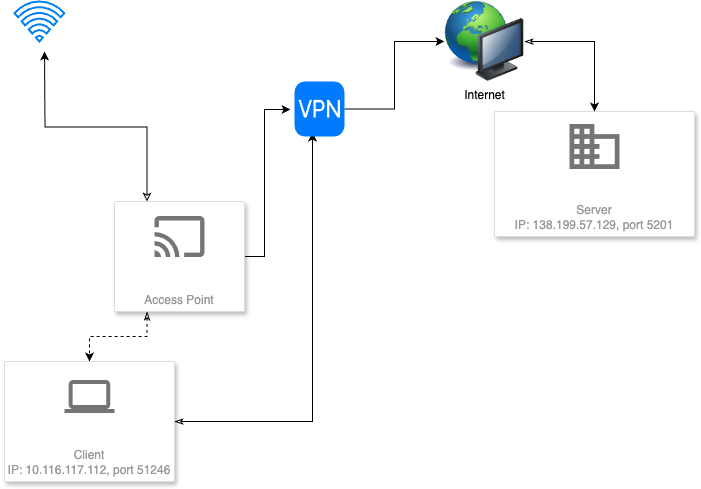 VPN
Internet
Server
IP: 138.199.57.129, port 5201
Access Point
Client
IP: 10.116.117.112, port 51246